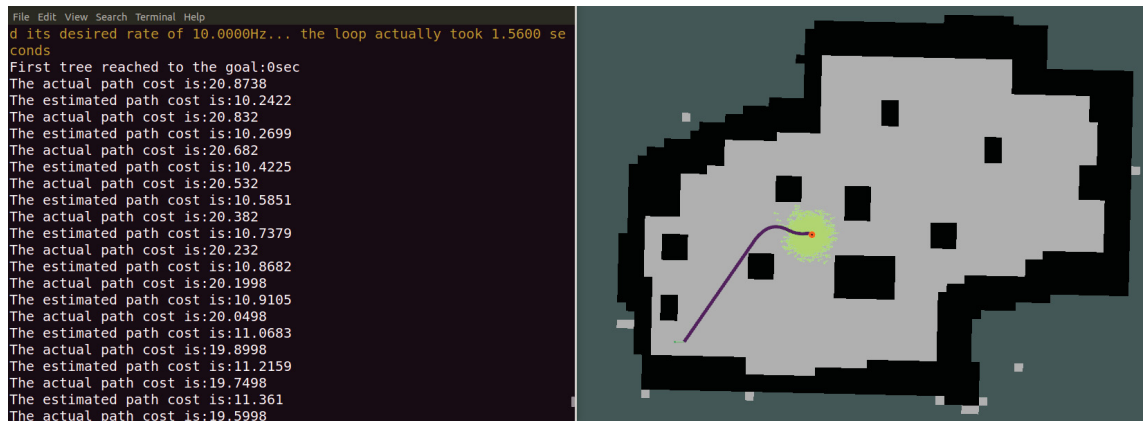 File Edit View Search Terminal Help
d its desired rate of 10.0000Hz... the loop actually took 1.5600 se
conds
First tree reached to the goal:0sec
The actual path cost is:20.8738
The estimated path cost is:10.2422
The actual path cost is:20.832
The estimated path cost is:10.2699
The actual path cost is:20.682
The estimated path cost is:10.4225
The actual path cost is:20.532
The estimated path cost is:10.5851
The actual path cost is:20.382
The estimated path cost is:10.7379
The actual path cost is:20.232
The estimated path cost is:10.8682
The actual path cost is:20.1998
The estimated path cost is:10.9105
The actual path cost is:20.0498
The estimated path cost is:11.0683
The actual path cost is:19.8998
The estimated path cost is:11.2159
The actual path cost is:19.7498
The estimated path cost is:11.361
The actual path cost is:19.5998